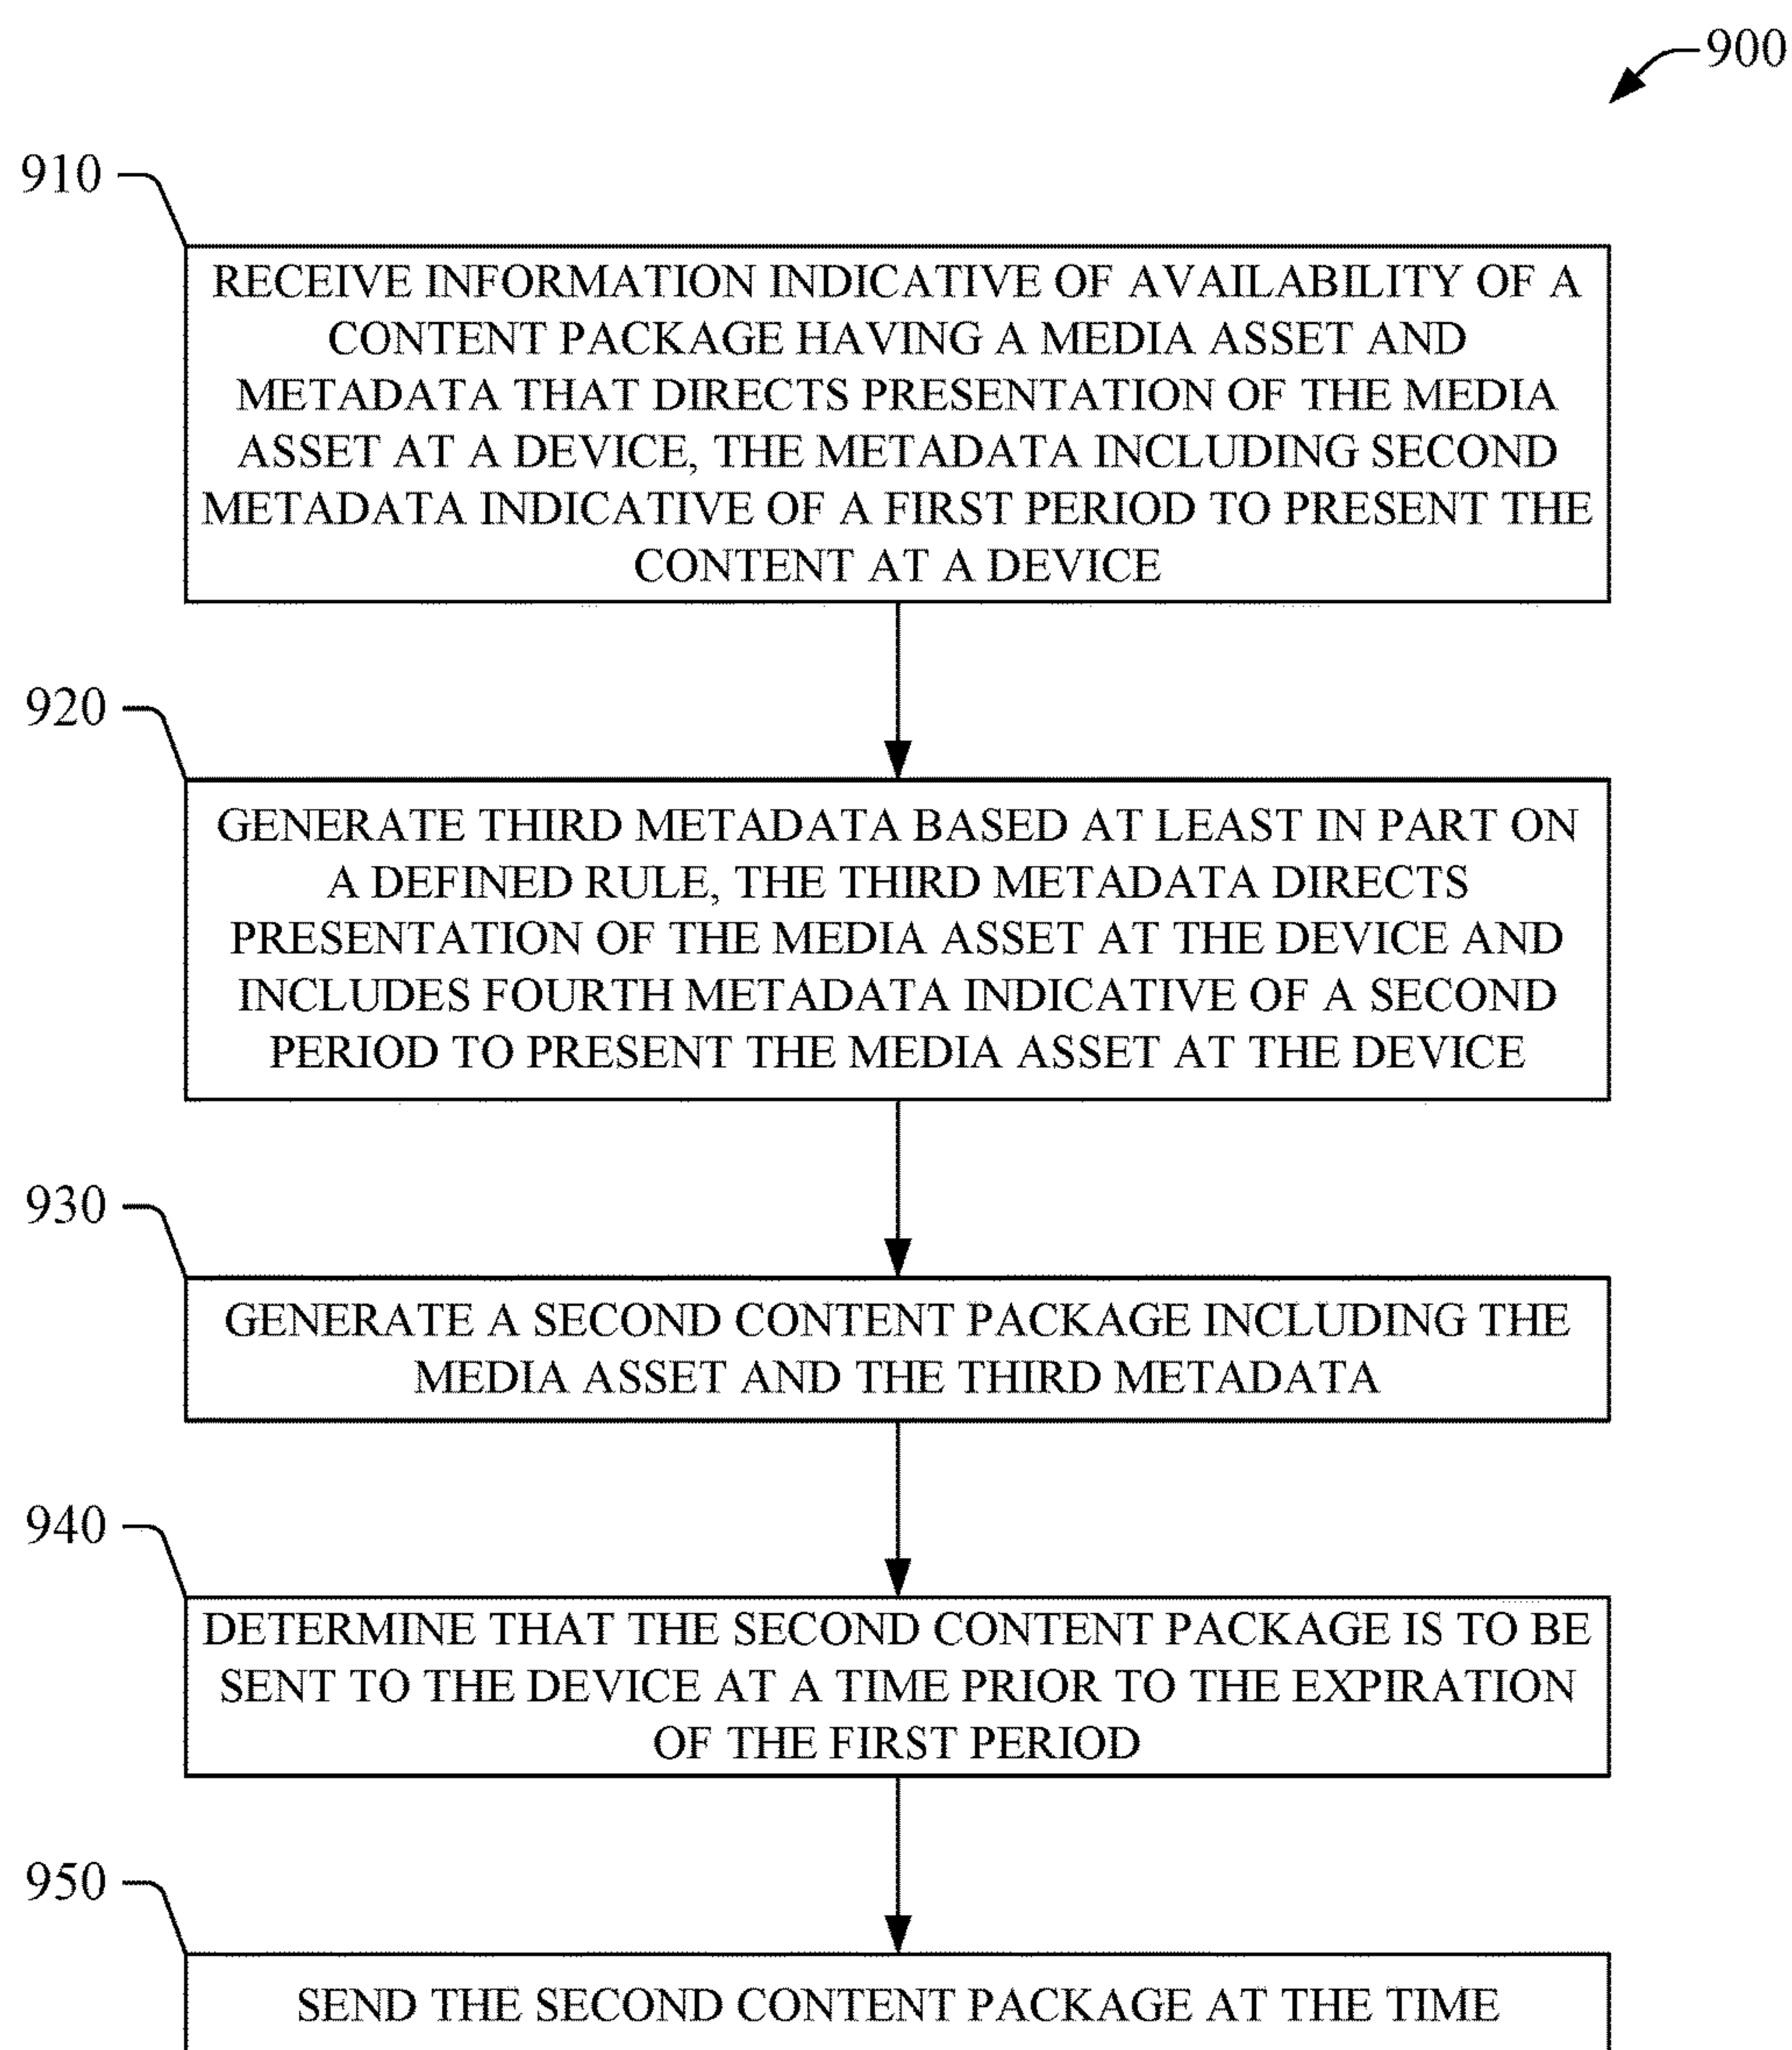 900
910
RECEIVE INFORMATION INDICATIVE OF AVAILABILITY OF A
CONTENT PACKAGE HAVING A MEDIA ASSET AND
METADATA THAT DIRECTS PRESENTATION OF THE MEDIA
ASSET AT A DEVICE, THE METADATA INCLUDING SECOND
METADATA INDICATIVE OF A FIRST PERIOD TO PRESENT THE
CONTENT AT A DEVICE
920
GENERATE THIRD METADATA BASED AT LEAST IN PART ON
A DEFINED RULE, THE THIRD METADATA DIRECTS
PRESENTATION OF THE MEDIA ASSET AT THE DEVICE AND
INCLUDES FOURTH METADATA INDICATIVE OF A SECOND
PERIOD TO PRESENT THE MEDIA ASSET AT THE DEVICE
930
GENERATE A SECOND CONTENT PACKAGE INCLUDING THE
MEDIA ASSET AND THE THIRD METADATA
940
DETERMINE THAT THE SECOND CONTENT PACKAGE IS TO BE
SENT TO THE DEVICE AT A TIME PRIOR TO THE EXPIRATION
OF THE FIRST PERIOD
950
SEND THE SECOND CONTENT PACKAGE AT THE TIME